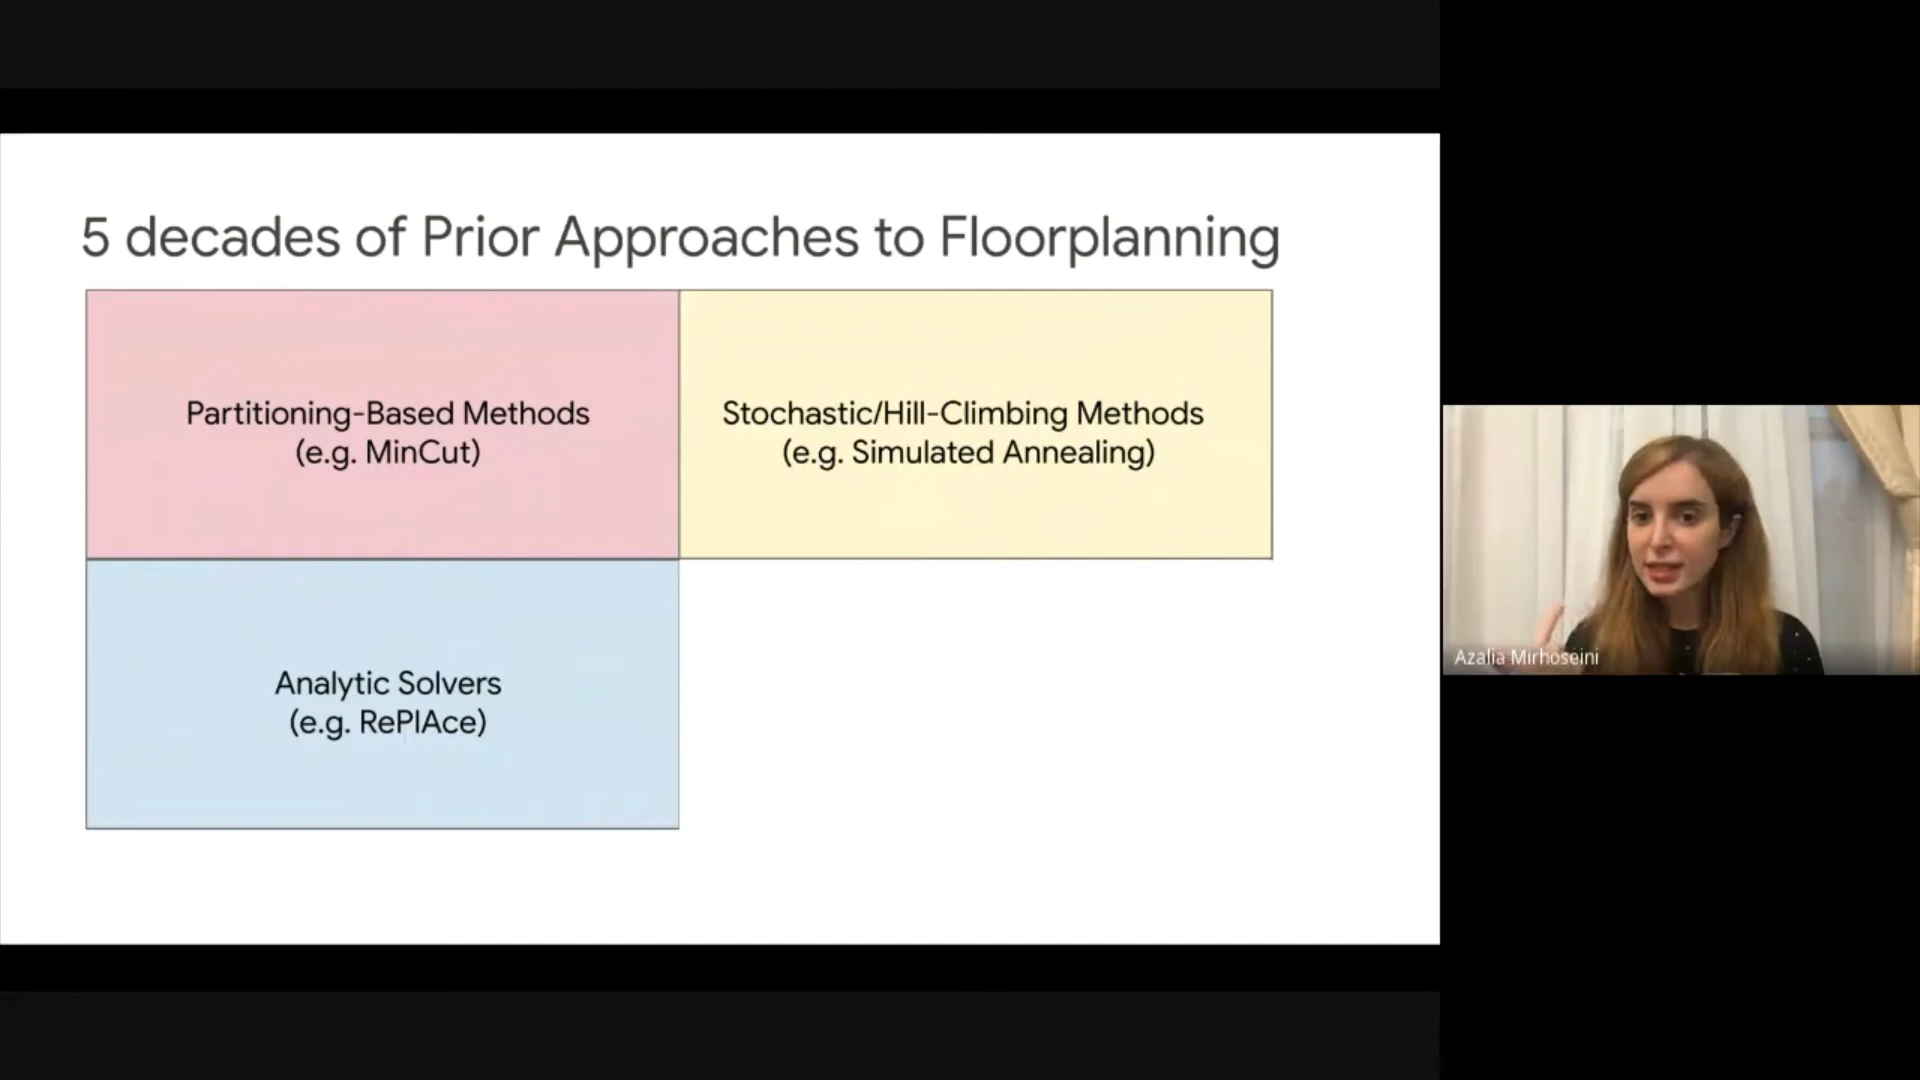 5 decades of Prior Approaches to Floorplanning
Partitioning-Based Methods
(e.g. MinCut)
Stochastic/Hill-Climbing Methods
(e.g. Simulated Annealing)
Analytic Solvers
(e.g. RePlAce)
Azalia Mirhoseini